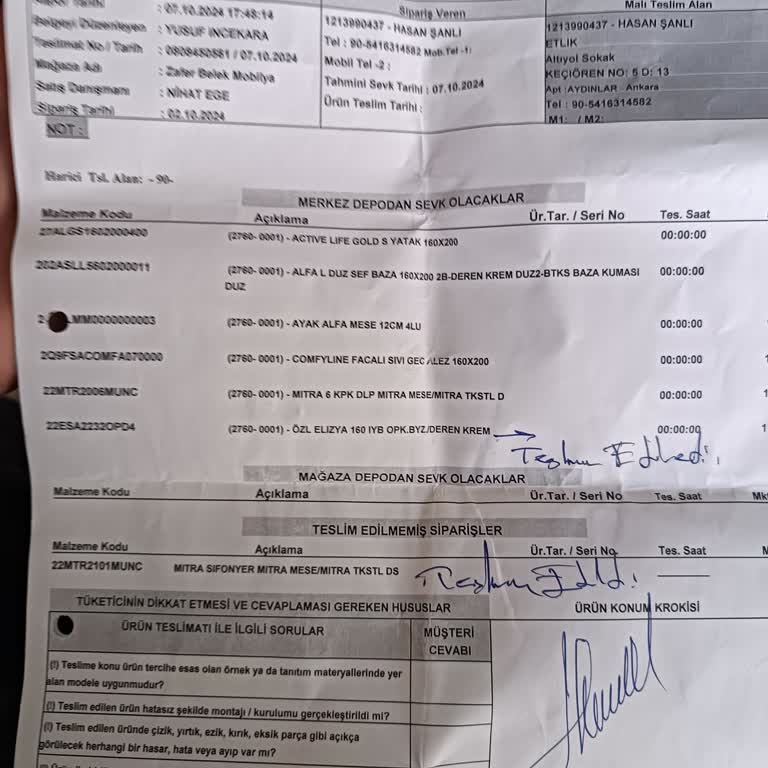 : 07.10.2024 17:48:14
Belgeyi Düzenleyen : YUSUF INCEKARA
Teslimat No / Tarih : 0808450581 / 07.10.2024
Mağaza Adı : Zafer Belek Mobilya
Satış Danışmanı : NİHAT EGE
Sipariş Tarihi : 02.10.2024
NOT :
Sipariş Veren
1213990437 - HASAN ŞANLI
Tel : 90-5416314582 Mobil Tel -1:
Mobil Tel -2 :
Tahmini Sevk Tarihi : 07.10.2024
Ürün Teslim Tarihi :
Malı Teslim Alan
1213990437 - HASAN ŞANLI
ETLIK
Altıyol Sokak
KEÇİÖREN NO: 5 D: 13
Apt : AYDINLAR Ankara
Tel : 90-5416314582
M1: / M2:
Harici Tsl. Alan: -90-
MERKEZ DEPODAN SEVK OLACAKLAR
Malzeme Kodu Açıklama Ür.Tar. / Seri No Tes. Saat
(2760- 0001) - ACTIVE LIFE GOLD S YATAK 160X200 00:00:00
(2760- 0001) - ALFA L DUZ SEF BAZA 160X200 2B-DEREN KREM DUZ2-BTKS BAZA KUMASI 00:00:00
DUZ
(2760- 0001) - AYAK ALFA MESE 12CM 4LU 00:00:00
2Q9FSACOMFA070000 (2760- 0001) - COMFYLINE FACALI SIVI GEC ALEZ 160X200 00:00:00
22MTR2006MUNC (2760- 0001) - MITRA 6 KPK DLP MITRA MESE/MITRA TKSTL D 00:00:00
22ESA2232OPD4 (2760- 0001) - ÖZL ELIZYA 160 IYB OPK.BYZ/DEREN KREM 00:00:00
Teslim Edilmedi
MAĞAZA DEPODAN SEVK OLACAKLAR
Malzeme Kodu Açıklama Ür.Tar. / Seri No Tes. Saat
TESLİM EDİLMEMİŞ SİPARİŞLER
Malzeme Kodu Açıklama Ür.Tar. / Seri No Tes. Saat
22MTR2101MUNC MITRA SIFONYER MITRA MESE/MITRA TKSTL DS
Teslim Edildi
TÜKETİCİNİN DİKKAT ETMESİ VE CEVAPLAMASI GEREKEN HUSUSLAR
ÜRÜN KONUM KROKİSİ
ÜRÜN TESLİMATI İLE İLGİLİ SORULAR
MÜŞTERİ
CEVABI
(!) Teslime konu ürün tercihe esas olan örnek ya da tanıtım materyallerinde yer
alan modele uygunmudur?
(!) Teslim edilen ürün hatasız şekilde montajı / kurulumu gerçekleştirildi mi?
(!) Teslim edilen üründe çizik, yırtık, ezik, kırık, eksik parça gibi açıkça
görülecek herhangi bir hasar, hata veya ayıp var mı?